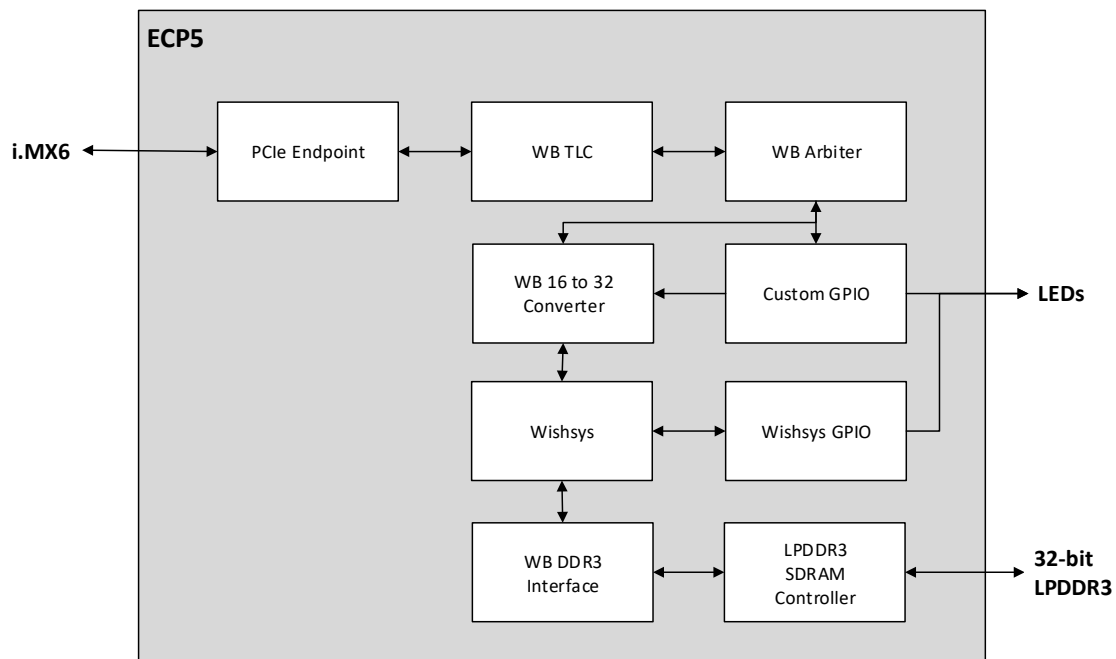 ECP5
i.MX6
PCIe Endpoint
WB TLC
WB Arbiter
WB 16 to 32
Converter
Custom GPIO
LEDs
Wishsys
Wishsys GPIO
WB DDR3
Interface
LPDDR3
SDRAM
Controller
32-bit
LPDDR3